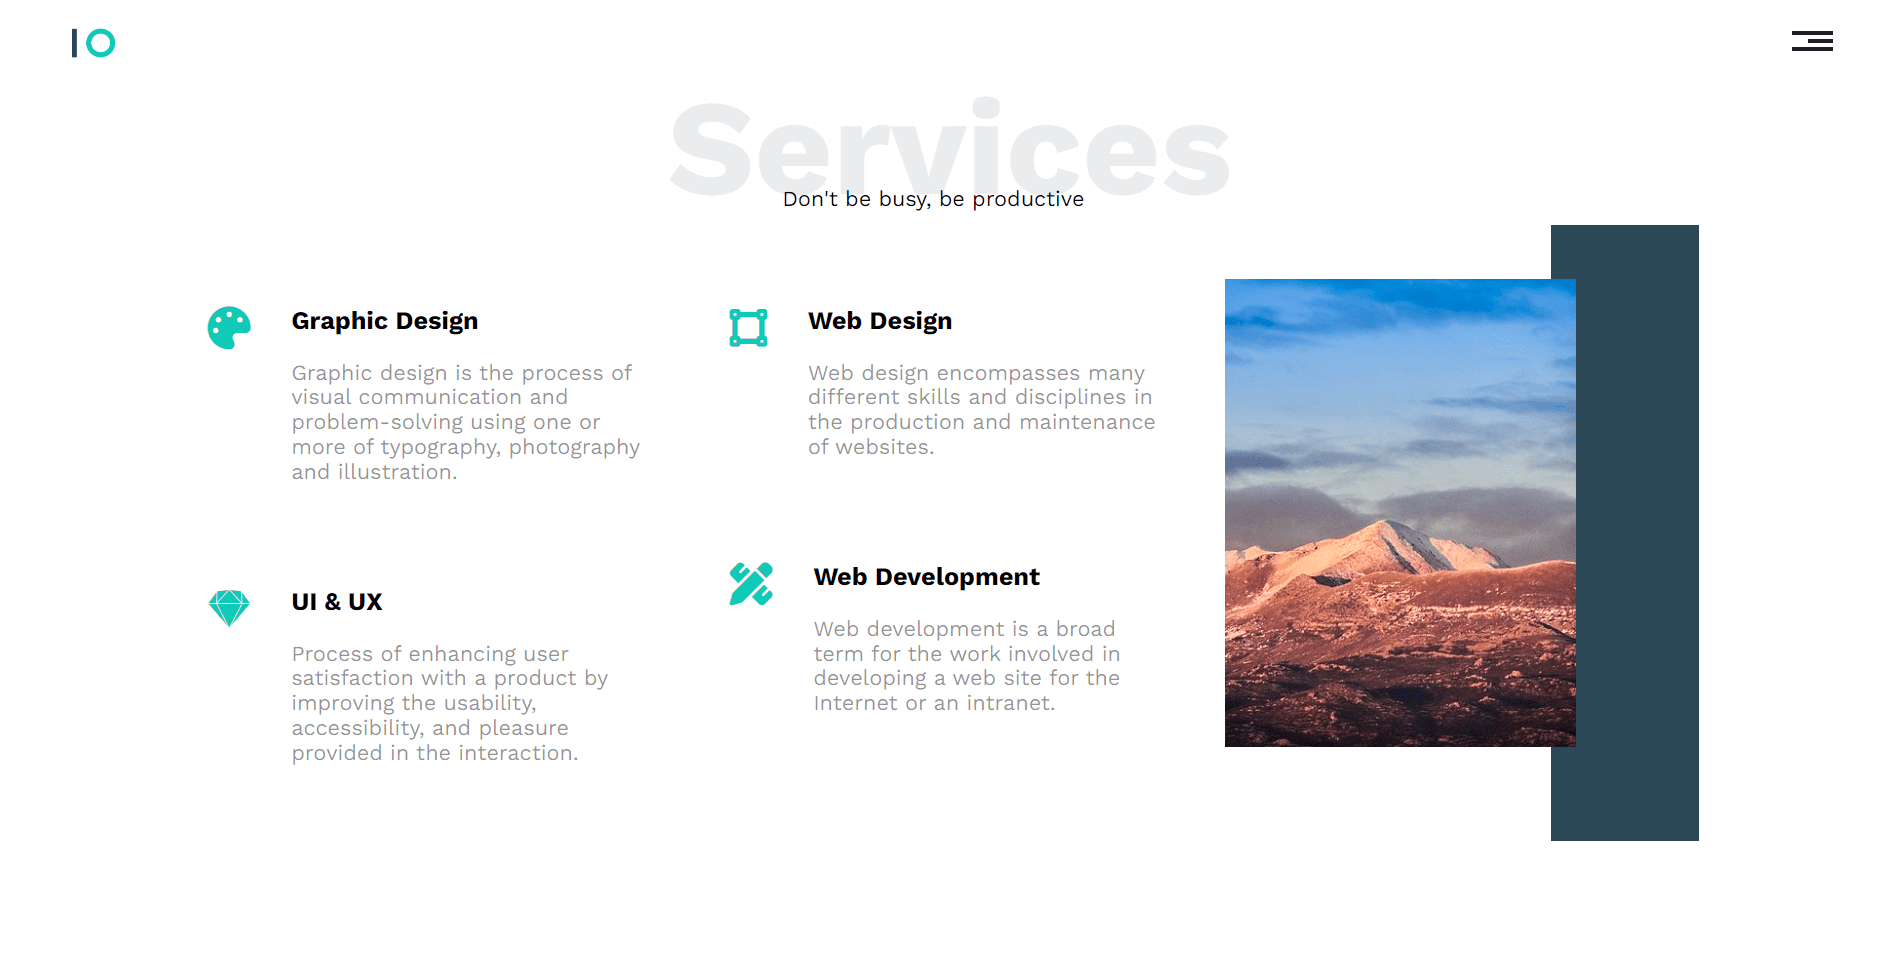 IO
Services
Don't be busy, be productive
Graphic Design
Graphic design is the process of
visual communication and
problem-solving using one or
more of typography, photography
and illustration.
Web Design
Web design encompasses many
different skills and disciplines in
the production and maintenance
of websites.
UI & UX
Process of enhancing user
satisfaction with a product by
improving the usability,
accessibility, and pleasure
provided in the interaction.
Web Development
Web development is a broad
term for the work involved in
developing a web site for the
Internet or an intranet.